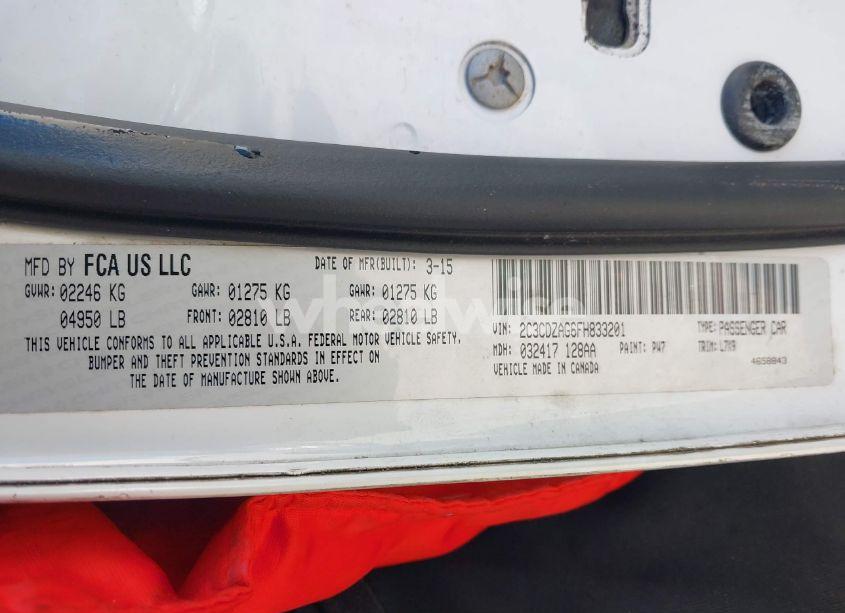 MFD BY FCA US LLC DATE OF MFR(BUILT): 3-15
GVWR: 02246 KG GAWR: 01275 KG GAWR: 01275 KG
04950 LB FRONT: 02810 LB REAR: 02810 LB
THIS VEHICLE CONFORMS TO ALL APPLICABLE U.S.A. FEDERAL MOTOR VEHICLE SAFETY,
BUMPER AND THEFT PREVENTION STANDARDS IN EFFECT ON
THE DATE OF MANUFACTURE SHOWN ABOVE.
VIN: 2C3CDZAG6FH833201 TYPE: PASSENGER CAR
MDH: 032417 128AA PAINT: PW7 TRIM: L7X9
VEHICLE MADE IN CANADA 4658843